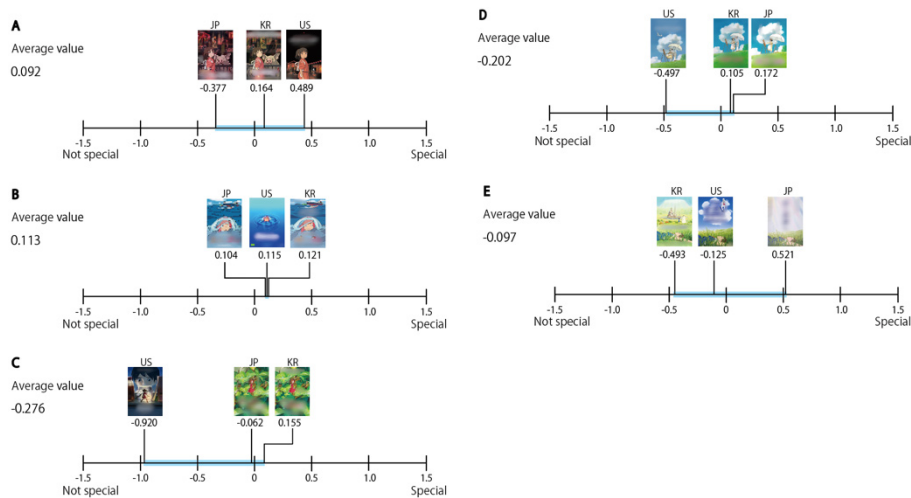 A
Average value
0.092
JP KR US
-0.377 0.164 0.489
-1.5 -1.0 -0.5 0 0.5 1.0 1.5
Not special Special
B
Average value
0.113
JP US KR
0.104 0.115 0.121
-1.5 -1.0 -0.5 0 0.5 1.0 1.5
Not special Special
C
Average value
-0.276
US JP KR
-0.920 -0.062 0.155
-1.5 -1.0 -0.5 0 0.5 1.0 1.5
Not special Special
D
Average value
-0.202
US KR JP
-0.497 0.105 0.172
-1.5 -1.0 -0.5 0 0.5 1.0 1.5
Not special Special
E
Average value
-0.097
KR US JP
-0.493 -0.125 0.521
-1.5 -1.0 -0.5 0 0.5 1.0 1.5
Not special Special